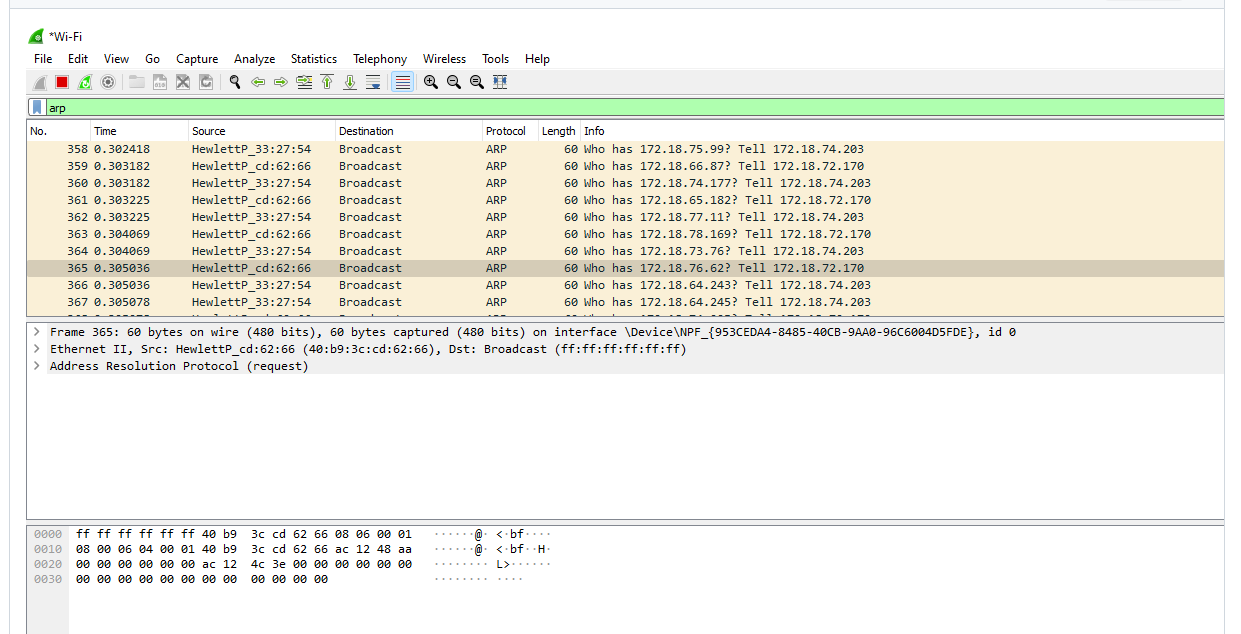 *Wi-Fi
File Edit View Go Capture Analyze Statistics Telephony Wireless Tools Help
arp
No. Time Source Destination Protocol Length Info
358 0.302418 HewlettP_33:27:54 Broadcast ARP 60 Who has 172.18.75.99? Tell 172.18.74.203
359 0.303182 HewlettP_cd:62:66 Broadcast ARP 60 Who has 172.18.66.87? Tell 172.18.72.170
360 0.303182 HewlettP_33:27:54 Broadcast ARP 60 Who has 172.18.74.177? Tell 172.18.74.203
361 0.303225 HewlettP_cd:62:66 Broadcast ARP 60 Who has 172.18.65.182? Tell 172.18.72.170
362 0.303225 HewlettP_33:27:54 Broadcast ARP 60 Who has 172.18.77.11? Tell 172.18.74.203
363 0.304069 HewlettP_cd:62:66 Broadcast ARP 60 Who has 172.18.78.169? Tell 172.18.72.170
364 0.304069 HewlettP_33:27:54 Broadcast ARP 60 Who has 172.18.73.76? Tell 172.18.74.203
365 0.305036 HewlettP_cd:62:66 Broadcast ARP 60 Who has 172.18.76.62? Tell 172.18.72.170
366 0.305036 HewlettP_33:27:54 Broadcast ARP 60 Who has 172.18.64.243? Tell 172.18.74.203
367 0.305078 HewlettP_33:27:54 Broadcast ARP 60 Who has 172.18.64.245? Tell 172.18.74.203
Frame 365: 60 bytes on wire (480 bits), 60 bytes captured (480 bits) on interface \Device\NPF_{953CEDA4-8485-40CB-9AA0-96C6004D5FDE}, id 0
Ethernet II, Src: HewlettP_cd:62:66 (40:b9:3c:cd:62:66), Dst: Broadcast (ff:ff:ff:ff:ff:ff)
Address Resolution Protocol (request)
0000 ff ff ff ff ff ff 40 b9 3c cd 62 66 08 06 00 01 ······@· <·bf····
0010 08 00 06 04 00 01 40 b9 3c cd 62 66 ac 12 48 aa ······@· <·bf··H·
0020 00 00 00 00 00 00 ac 12 4c 3e 00 00 00 00 00 00 ········ L>······
0030 00 00 00 00 00 00 00 00 00 00 00 00 ········ ····